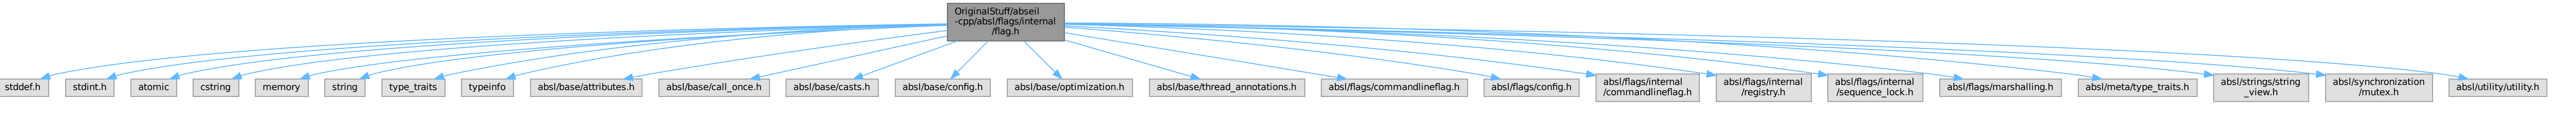 OriginalStuff/abseil
-cpp/absl/flags/internal
/flag.h
stddef.h
stdint.h
atomic
cstring
memory
string
type_traits
typeinfo
absl/base/attributes.h
absl/base/call_once.h
absl/base/casts.h
absl/base/config.h
absl/base/optimization.h
absl/base/thread_annotations.h
absl/flags/commandlineflag.h
absl/flags/config.h
absl/flags/internal
/commandlineflag.h
absl/flags/internal
/registry.h
absl/flags/internal
/sequence_lock.h
absl/flags/marshalling.h
absl/meta/type_traits.h
absl/strings/string
_view.h
absl/synchronization
/mutex.h
absl/utility/utility.h